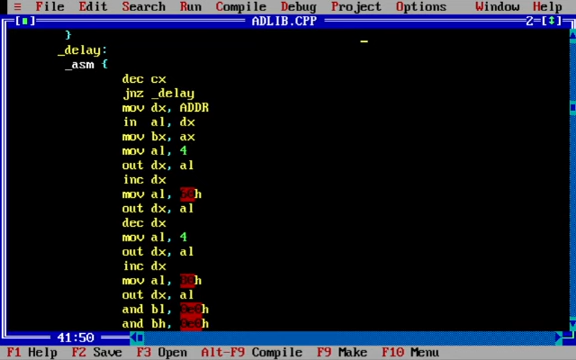 ≡ File Edit Search Run Compile Debug Project Options Window Help
[■] ADLIB.CPP 2=[↕]
}
_delay:
_asm {
dec cx
jnz _delay
mov dx, ADDR
in al, dx
mov bx, ax
mov al, 4
out dx, al
inc dx
mov al, h
out dx, al
dec dx
mov al, 4
out dx, al
inc dx
mov al, h
out dx, al
and bl, h
and bh, h
41:50
F1 Help F2 Save F3 Open Alt-F9 Compile F9 Make F10 Menu